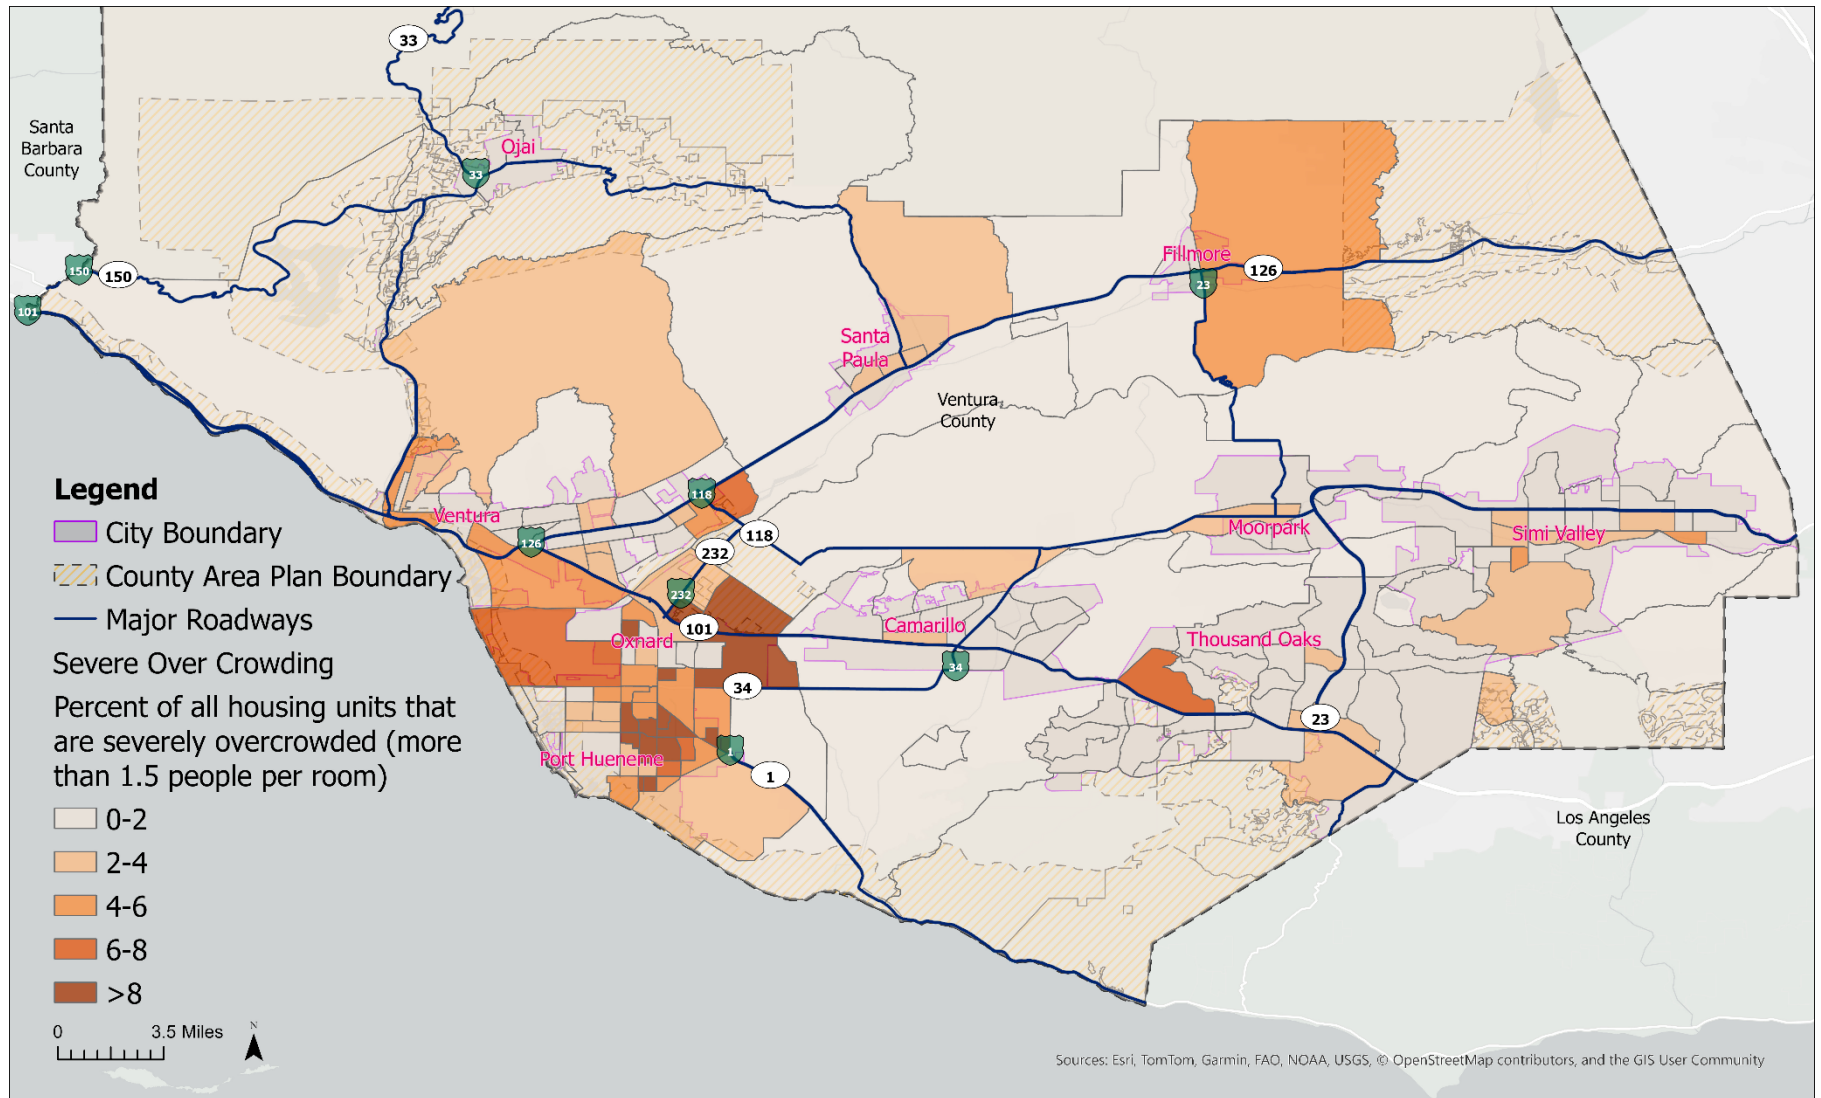 33
Santa
Barbara
County
Ojai
33
Fillmore
126
150
150
23
101
Santa
Paula
Ventura
County
Legend
118
Ventura
Moorpark
Simi Valley
City Boundary
126
118
232
County Area Plan Boundary
232
Major Roadways
101
Camarillo
Oxnard
Thousand Oaks
Severe Over Crowding
34
34
Percent of all housing units that
are severely overcrowded (more
than 1.5 people per room)
23
1
Port Hueneme
1
0-2
Los Angeles
County
2-4
4-6
6-8
>8
0 3.5 Miles
N
Sources: Esri, TomTom, Garmin, FAO, NOAA, USGS, © OpenStreetMap contributors, and the GIS User Community